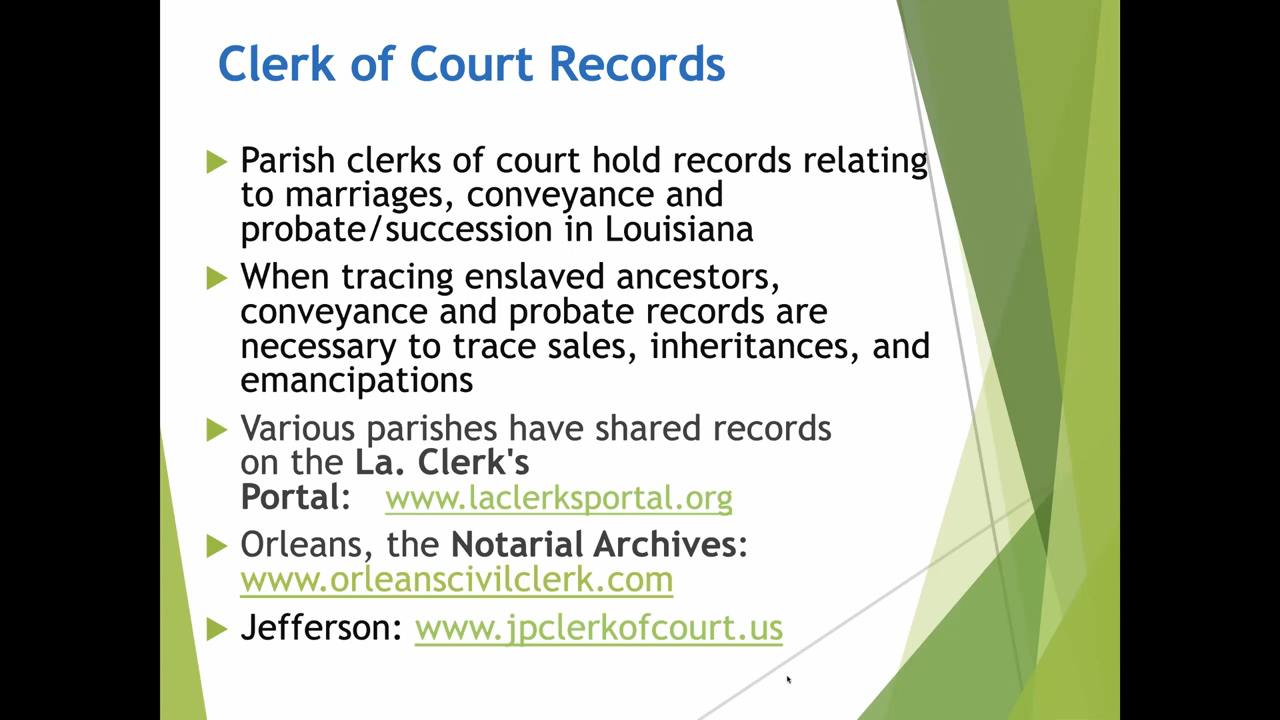 Clerk of Court Records
Parish clerks of court hold records relating
to marriages, conveyance and
probate/succession in Louisiana
When tracing enslaved ancestors,
conveyance and probate records are
necessary to trace sales, inheritances, and
emancipations
Various parishes have shared records
on the La. Clerk's
Portal: www.laclerksportal.org
Orleans, the Notarial Archives:
www.orleanscivilclerk.com
Jefferson: www.jpclerkofcourt.us